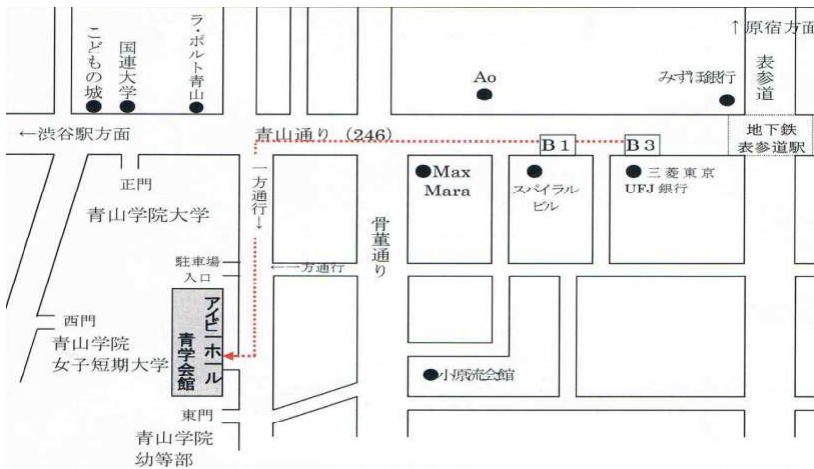 ↑原宿方面
こどもの城
国連大学
ラ・ポルト青山
Ao
みずほ銀行
表参道
←渋谷駅方面
青山通り (246)
B1
B3
地下鉄
表参道駅
正門
青山学院大学
一方通行→
骨董通り
Max
Mara
スパイラル
ビル
三菱東京
UFJ銀行
駐車場
入口
←一方通行
西門
青山学院
女子短期大学
アイビーホール
青学会館
小原流会館
東門
青山学院
幼等部